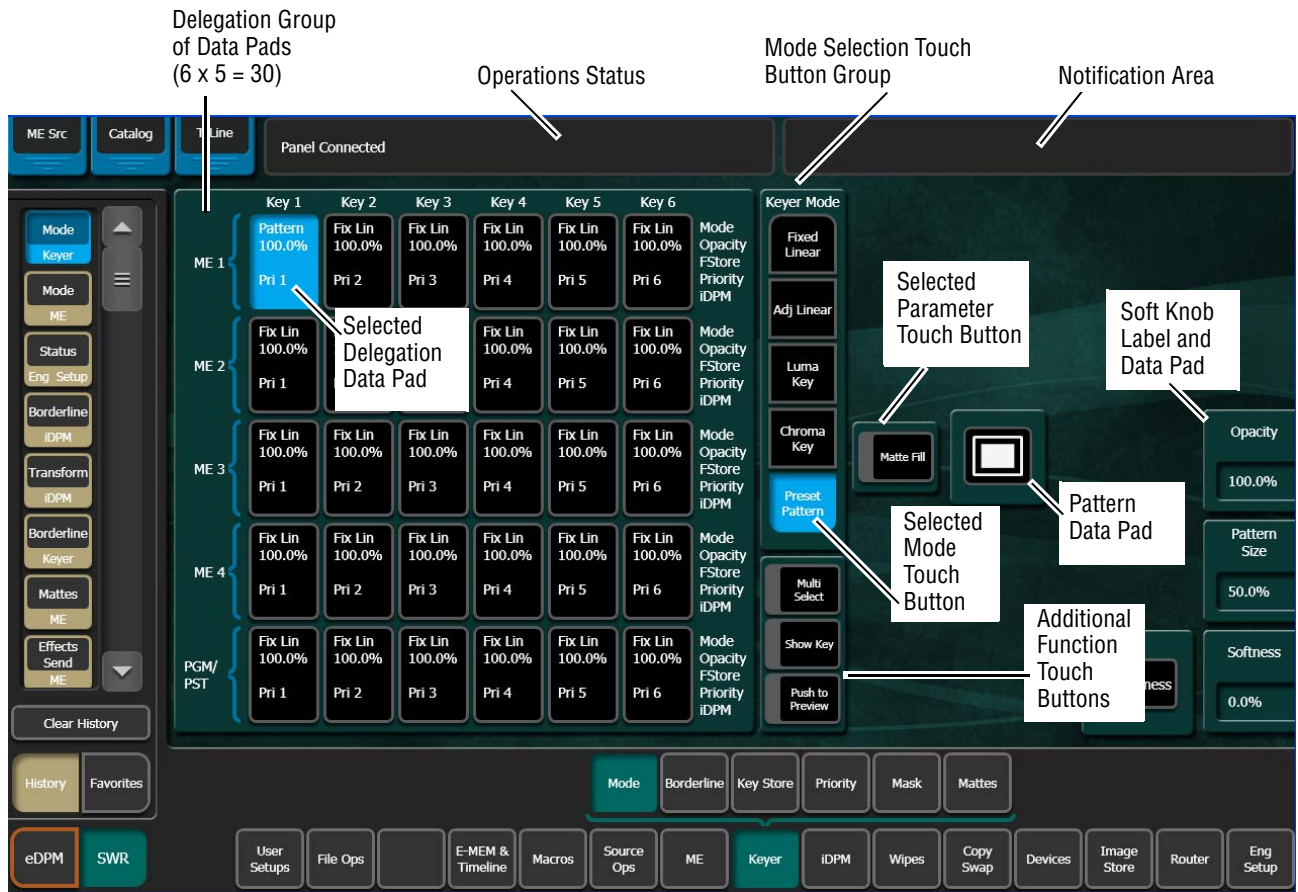 Delegation Group
of Data Pads
(6 x 5 = 30)
Operations Status
Mode Selection Touch
Button Group
Notification Area
ME Src
Catalog
Line
Panel Connected
Mode
Keyer
Mode
ME
Status
Eng Setup
Borderline
iDPM
Transform
iDPM
Borderline
Keyer
Mattes
ME
Effects
Send
ME
Clear History
History
Favorites
eDPM
SWR
Key 1
Key 2
Key 3
Key 4
Key 5
Key 6
ME 1
Pattern
100.0%
Pri 1
Fix Lin
100.0%
Pri 2
Fix Lin
100.0%
Pri 3
Fix Lin
100.0%
Pri 4
Fix Lin
100.0%
Pri 5
Fix Lin
100.0%
Pri 6
Mode
Opacity
FStore
Priority
iDPM
Selected
Delegation
Data Pad
ME 2
Fix Lin
100.0%
Pri 1
Fix Lin
100.0%
Pri 4
Fix Lin
100.0%
Pri 5
Fix Lin
100.0%
Pri 6
Mode
Opacity
FStore
Priority
iDPM
ME 3
Fix Lin
100.0%
Pri 1
Fix Lin
100.0%
Pri 2
Fix Lin
100.0%
Pri 3
Fix Lin
100.0%
Pri 4
Fix Lin
100.0%
Pri 5
Fix Lin
100.0%
Pri 6
Mode
Opacity
FStore
Priority
iDPM
ME 4
Fix Lin
100.0%
Pri 1
Fix Lin
100.0%
Pri 2
Fix Lin
100.0%
Pri 3
Fix Lin
100.0%
Pri 4
Fix Lin
100.0%
Pri 5
Fix Lin
100.0%
Pri 6
Mode
Opacity
FStore
Priority
iDPM
PGM/
PST
Fix Lin
100.0%
Pri 1
Fix Lin
100.0%
Pri 2
Fix Lin
100.0%
Pri 3
Fix Lin
100.0%
Pri 4
Fix Lin
100.0%
Pri 5
Fix Lin
100.0%
Pri 6
Mode
Opacity
FStore
Priority
iDPM
Keyer Mode
Fixed
Linear
Adj Linear
Luma
Key
Chroma
Key
Preset
Pattern
Multi
Select
Show Key
Push to
Preview
Selected
Parameter
Touch Button
Matte Fill
Soft Knob
Label and
Data Pad
Pattern
Data Pad
Selected
Mode
Touch
Button
Additional
Function
Touch
Buttons
Opacity
100.0%
Pattern
Size
50.0%
Softness
0.0%
ness
Mode
Borderline
Key Store
Priority
Mask
Mattes
User
Setups
File Ops
E-MEM &
Timeline
Macros
Source
Ops
ME
Keyer
iDPM
Wipes
Copy
Swap
Devices
Image
Store
Router
Eng
Setup